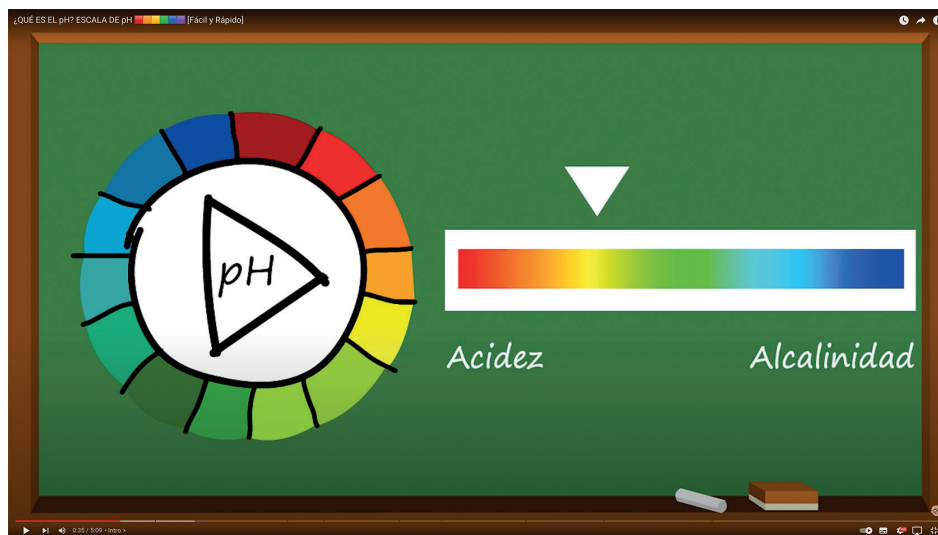 ¿QUÉ ES EL pH? ESCALA DE pH 🟥🟧🟨🟩🟦🟪 [Fácil y Rápido]
pH
Acidez
Alcalinidad
0:35 / 5:09 • Intro >